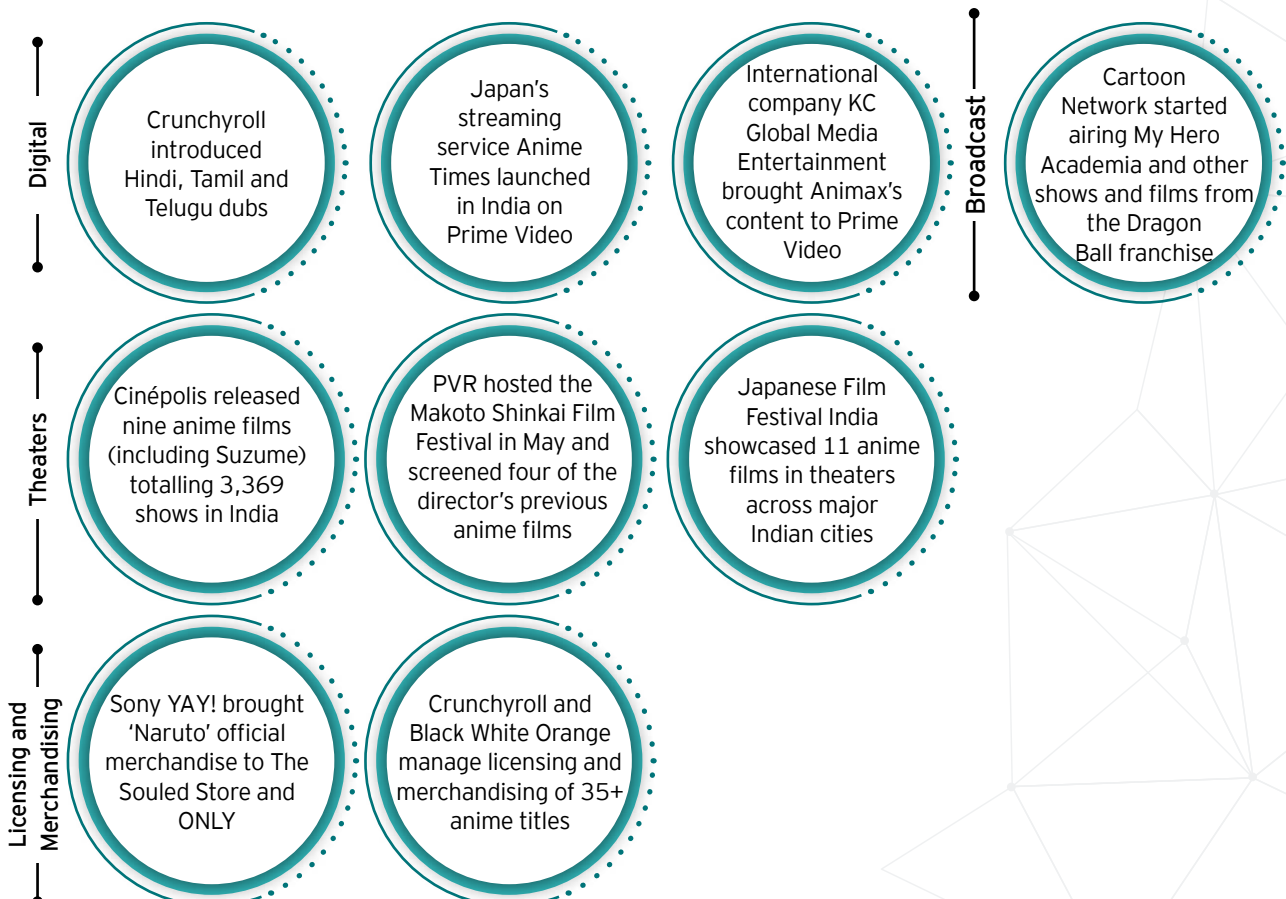 Digital
Crunchyroll
introduced
Hindi, Tamil and
Telugu dubs
Japan’s
streaming
service Anime
Times launched
in India on
Prime Video
International
company KC
Global Media
Entertainment
brought Animax’s
content to Prime
Video
Broadcast
Cartoon
Network started
airing My Hero
Academia and other
shows and films from
the Dragon
Ball franchise
Theaters
Cinépolis released
nine anime films
(including Suzume)
totalling 3,369
shows in India
PVR hosted the
Makoto Shinkai Film
Festival in May and
screened four of the
director’s previous
anime films
Japanese Film
Festival India
showcased 11 anime
films in theaters
across major
Indian cities
Licensing and
Merchandising
Sony YAY! brought
‘Naruto’ official
merchandise to The
Souled Store and
ONLY
Crunchyroll and
Black White Orange
manage licensing and
merchandising of 35+
anime titles